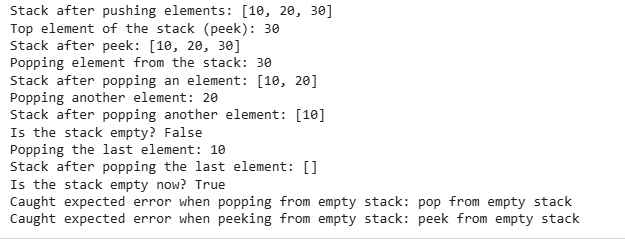 Stack after pushing elements: [10, 20, 30]
Top element of the stack (peek): 30
Stack after peek: [10, 20, 30]
Popping element from the stack: 30
Stack after popping an element: [10, 20]
Popping another element: 20
Stack after popping another element: [10]
Is the stack empty? False
Popping the last element: 10
Stack after popping the last element: []
Is the stack empty now? True
Caught expected error when popping from empty stack: pop from empty stack
Caught expected error when peeking from empty stack: peek from empty stack